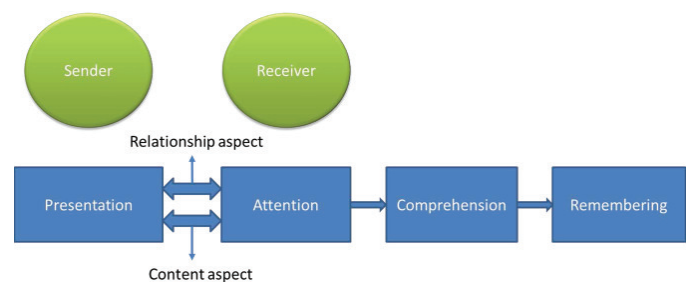 Sender
Receiver
Relationship aspect
Presentation
Attention
Comprehension
Remembering
Content aspect